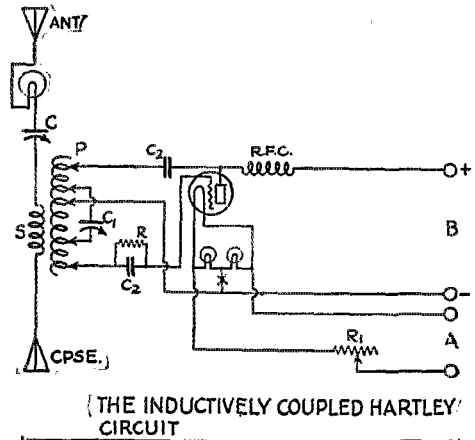 ANT
C
P
C2
R.F.C.
+
S
C1
R
B
C2
-
R1
A
CPSE.
(THE INDUCTIVELY COUPLED HARTLEY
CIRCUIT